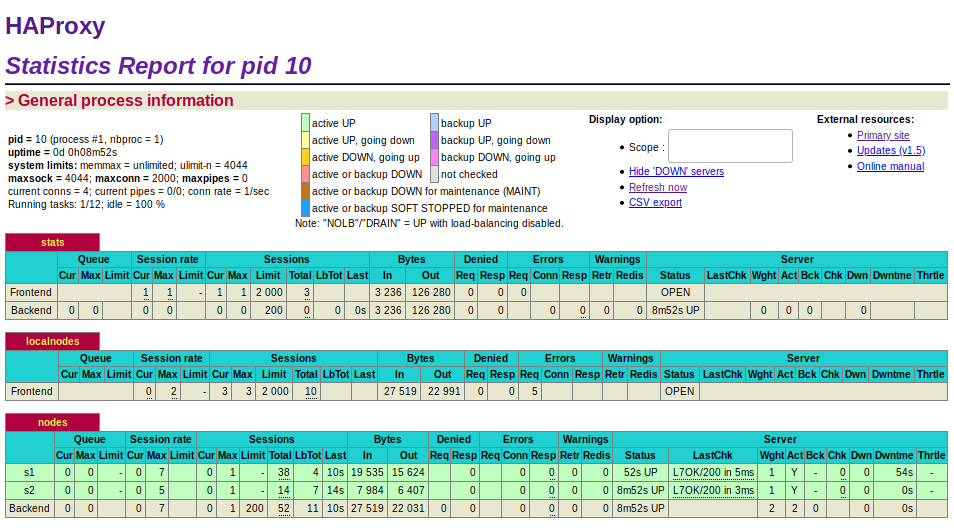 HAProxy
Statistics Report for pid 10
> General process information
pid = 10 (process #1, nbproc = 1)
uptime = 0d 0h08m52s
system limits: memmax = unlimited; ulimit-n = 4044
maxsock = 4044; maxconn = 2000; maxpipes = 0
current conns = 4; current pipes = 0/0; conn rate = 1/sec
Running tasks: 1/12; idle = 100 %
active UP backup UP
active UP, going down backup UP, going down
active DOWN, going up backup DOWN, going up
active or backup DOWN not checked
active or backup DOWN for maintenance (MAINT)
active or backup SOFT STOPPED for maintenance
Note: "NOLB"/"DRAIN" = UP with load-balancing disabled.
Display option:
Scope :
Hide 'DOWN' servers
Refresh now
CSV export
External resources:
Primary site
Updates (v1.5)
Online manual
stats
Queue Session rate Sessions Bytes Denied Errors Warnings Server
Cur Max Limit Cur Max Limit Cur Max Limit Total LbTot Last In Out Req Resp Req Conn Resp Retr Redis Status LastChk Wght Act Bck Chk Dwn Dwntme Thrtle
Frontend 1 1 - 1 1 2 000 3 3 236 126 280 0 0 0 OPEN
Backend 0 0 0 0 0 0 200 0 0 0s 3 236 126 280 0 0 0 0 0 0 8m52s UP 0 0 0 0
localnodes
Queue Session rate Sessions Bytes Denied Errors Warnings Server
Cur Max Limit Cur Max Limit Cur Max Limit Total LbTot Last In Out Req Resp Req Conn Resp Retr Redis Status LastChk Wght Act Bck Chk Dwn Dwntme Thrtle
Frontend 0 2 - 3 3 2 000 10 27 519 22 991 0 0 5 OPEN
nodes
Queue Session rate Sessions Bytes Denied Errors Warnings Server
Cur Max Limit Cur Max Limit Cur Max Limit Total LbTot Last In Out Req Resp Req Conn Resp Retr Redis Status LastChk Wght Act Bck Chk Dwn Dwntme Thrtle
s1 0 0 - 0 7 0 1 - 38 4 10s 19 535 15 624 0 0 0 0 0 52s UP L7OK/200 in 5ms 1 Y - 0 0 54s -
s2 0 0 - 0 5 0 1 - 14 7 14s 7 984 6 407 0 0 0 0 0 8m52s UP L7OK/200 in 3ms 1 Y - 0 0 0s -
Backend 0 0 0 7 0 1 200 52 11 10s 27 519 22 031 0 0 0 0 0 0 8m52s UP 2 2 0 0 0s